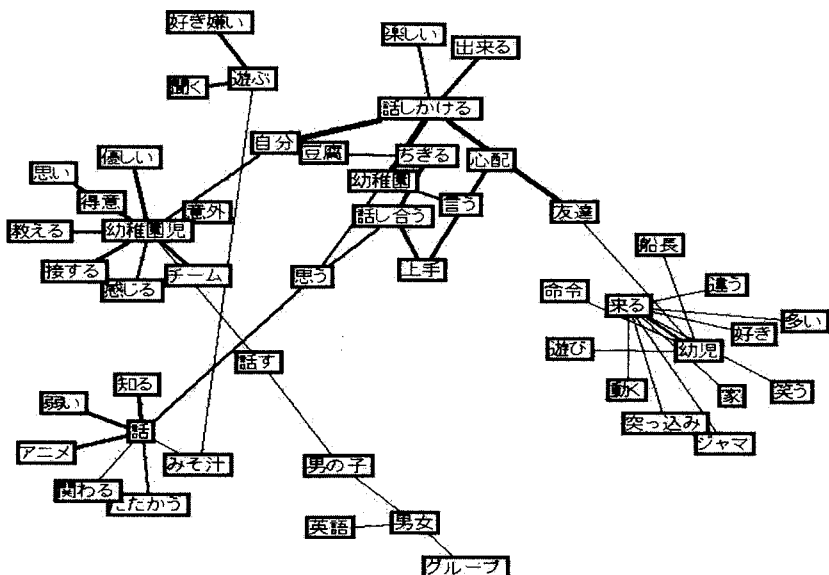 好き嫌い
楽しい
出来る
聞く
遊ぶ
話しかける
自分
豆腐
ちぎる
心配
優しい
思い
得意
意外
幼稚園
言う
教える
幼稚園児
話し合う
友達
接する
感じる
チーム
思う
上手
船長
違う
命令
来る
多い
好き
遊び
幼児
話す
動く
家
笑う
知る
弱い
話
突っ込み
ジャマ
アニメ
みそ汁
男の子
関わる
たたかう
英語
男女
グループ